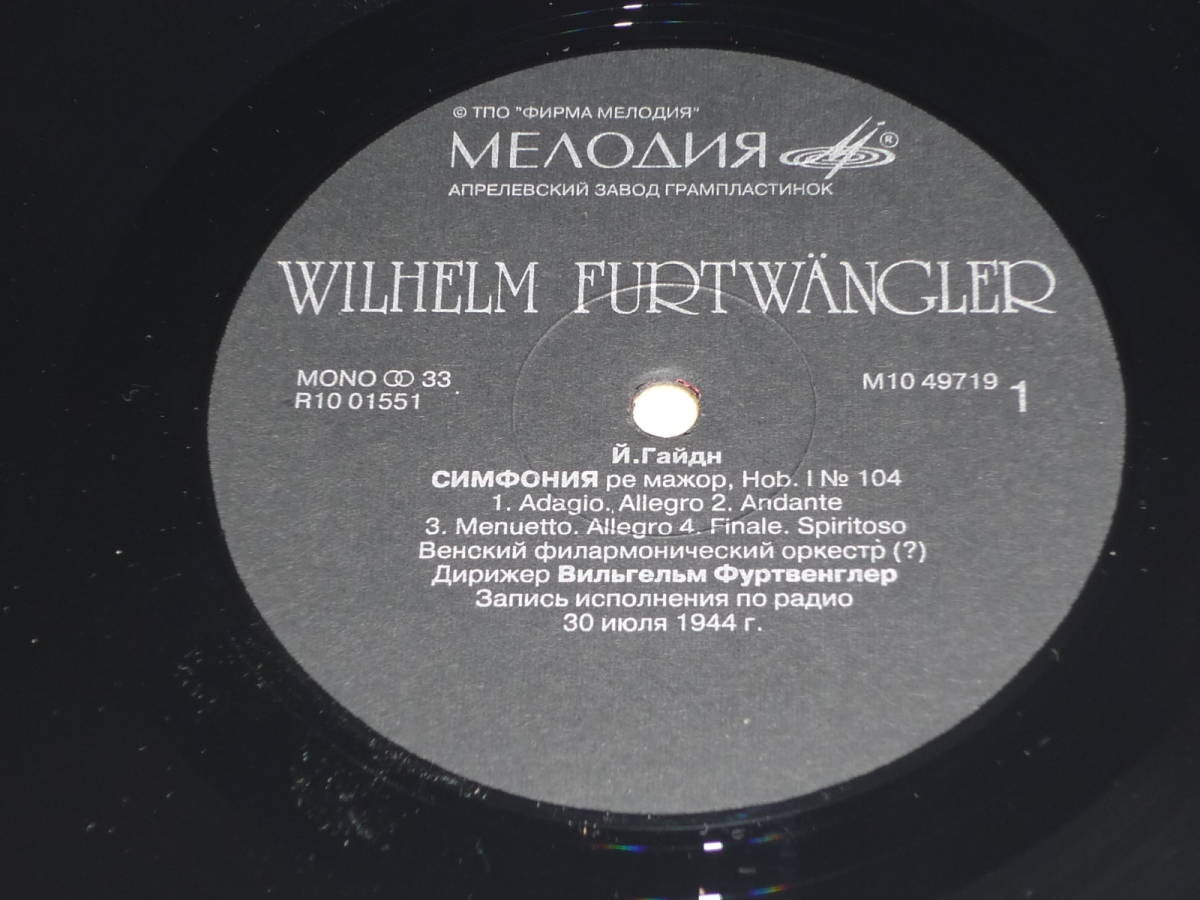 © ТПО "ФИРМА МЕЛОДИЯ"
МЕЛОДИЯ ®
АПРЕЛЕВСКИЙ ЗАВОД ГРАМПЛАСТИНОК
WILHELM FURTWÄNGLER
MONO 33
R10 01551
М10 49719 1
Й.Гайдн
СИМФОНИЯ ре мажор, Hob. I № 104
1. Adagio. Allegro 2. Andante
3. Menuetto. Allegro 4. Finale. Spiritoso
Венский филармонический оркестр (?)
Дирижер Вильгельм Фуртвенглер
Запись исполнения по радио
30 июля 1944 г.